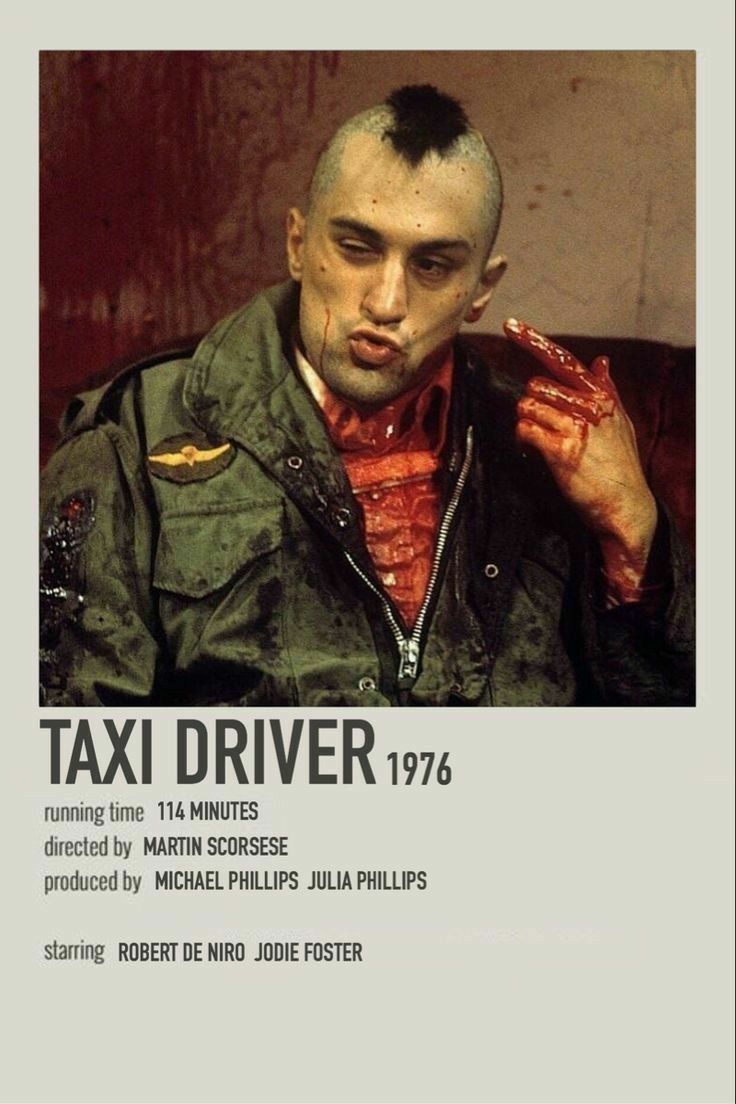 TAXI DRIVER 1976
running time 114 MINUTES
directed by MARTIN SCORSESE
produced by MICHAEL PHILLIPS JULIA PHILLIPS
starring ROBERT DE NIRO JODIE FOSTER